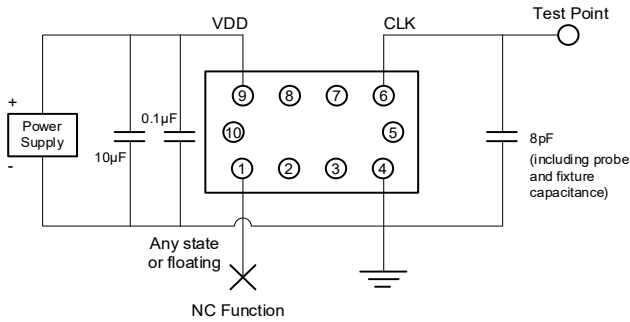 VDD
CLK
Test Point
+
Power
Supply
-
10µF
0.1µF
9
8
7
6
10
5
1
2
3
4
8pF
(including probe
and fixture
capacitance)
Any state
or floating
NC Function